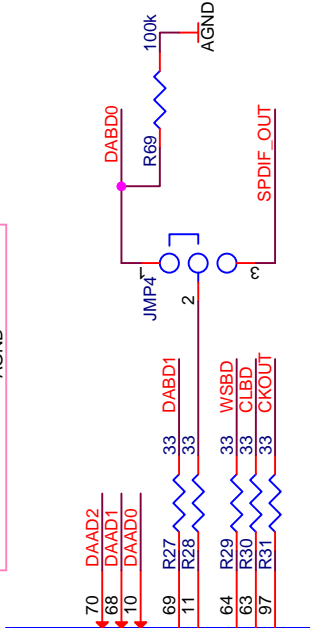 100k
AGND
DABD0
R69
SPDIF_OUT
1
JMP4
2
3
DABD1
WSBD
CLBD
CKOUT
33
33
33
33
33
DAAD2
DAAD1
DAAD0
R27
R28
R29
R30
R31
70
68
10
69
11
64
63
97